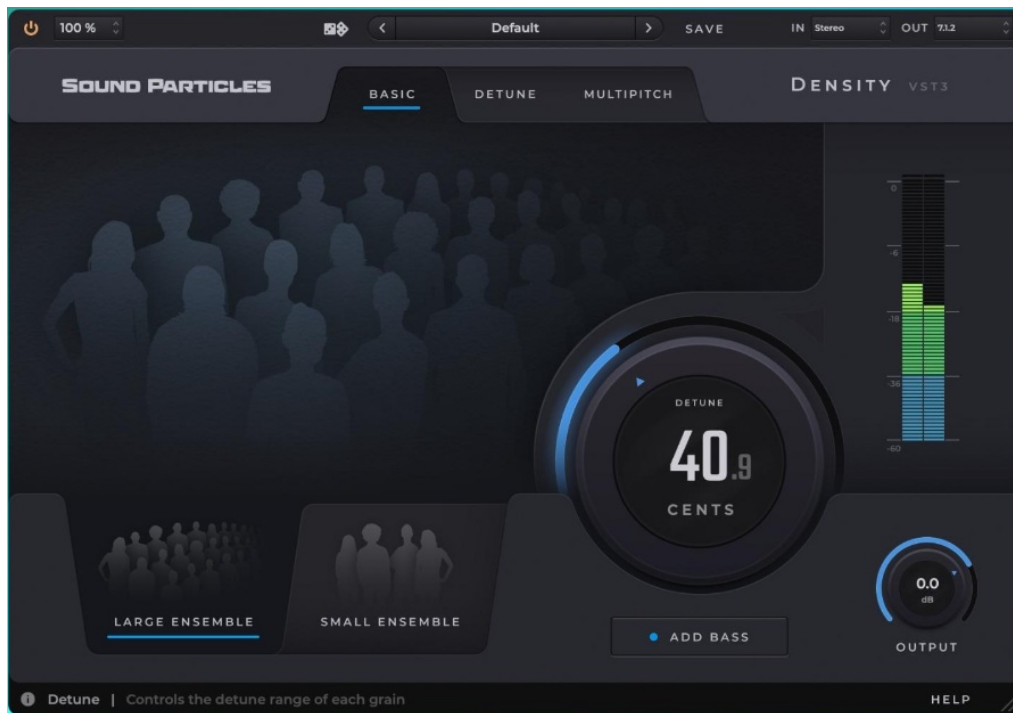 100 %
Default
SAVE
IN Stereo
OUT 7.1.2
SOUND PARTICLES
BASIC
DETUNE
MULTIPITCH
DENSITY VST3
0
-6
-18
-36
-60
DETUNE
40.9
CENTS
LARGE ENSEMBLE
SMALL ENSEMBLE
ADD BASS
0.0
dB
OUTPUT
Detune | Controls the detune range of each grain
HELP